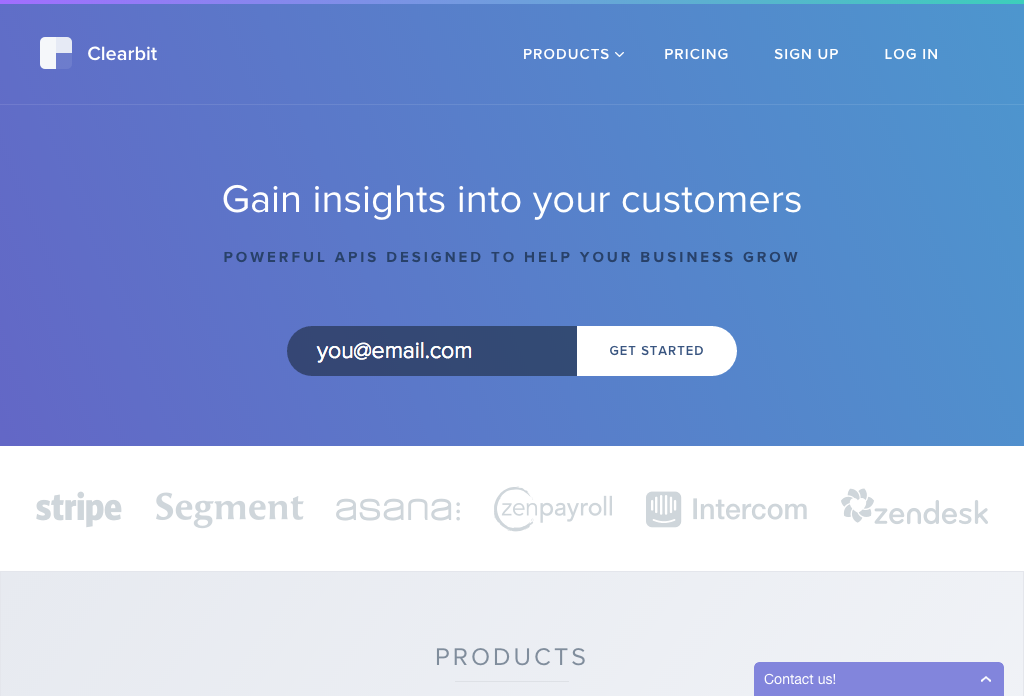 Clearbit
PRODUCTS PRICING SIGN UP LOG IN
Gain insights into your customers
POWERFUL APIS DESIGNED TO HELP YOUR BUSINESS GROW
you@email.com GET STARTED
stripe Segment asana: zenpayroll Intercom zendesk
PRODUCTS
Contact us!